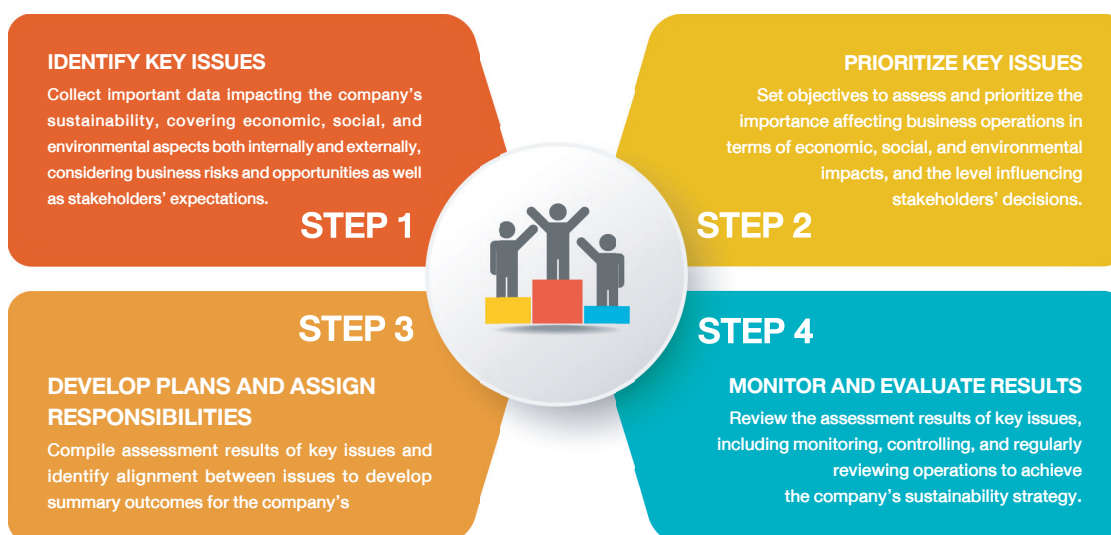 IDENTIFY KEY ISSUES
Collect important data impacting the company's
sustainability, covering economic, social, and
environmental aspects both internally and externally,
considering business risks and opportunities as well
as stakeholders' expectations.
STEP 1
PRIORITIZE KEY ISSUES
Set objectives to assess and prioritize the
importance affecting business operations in
terms of economic, social, and environmental
impacts, and the level influencing
stakeholders' decisions.
STEP 2
STEP 3
DEVELOP PLANS AND ASSIGN
RESPONSIBILITIES
Compile assessment results of key issues and
identify alignment between issues to develop
summary outcomes for the company's
STEP 4
MONITOR AND EVALUATE RESULTS
Review the assessment results of key issues,
including monitoring, controlling, and regularly
reviewing operations to achieve
the company's sustainability strategy.